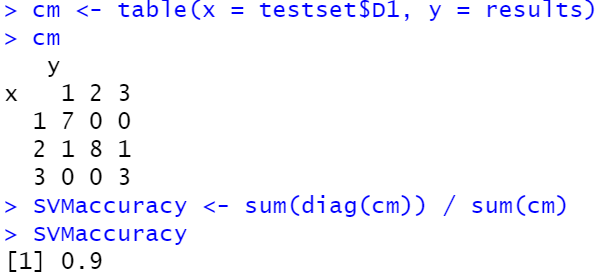 > cm <- table(x = testset$D1, y = results)
> cm
   y
x   1 2 3
  1 7 0 0
  2 1 8 1
  3 0 0 3
> SVMaccuracy <- sum(diag(cm)) / sum(cm)
> SVMaccuracy
[1] 0.9